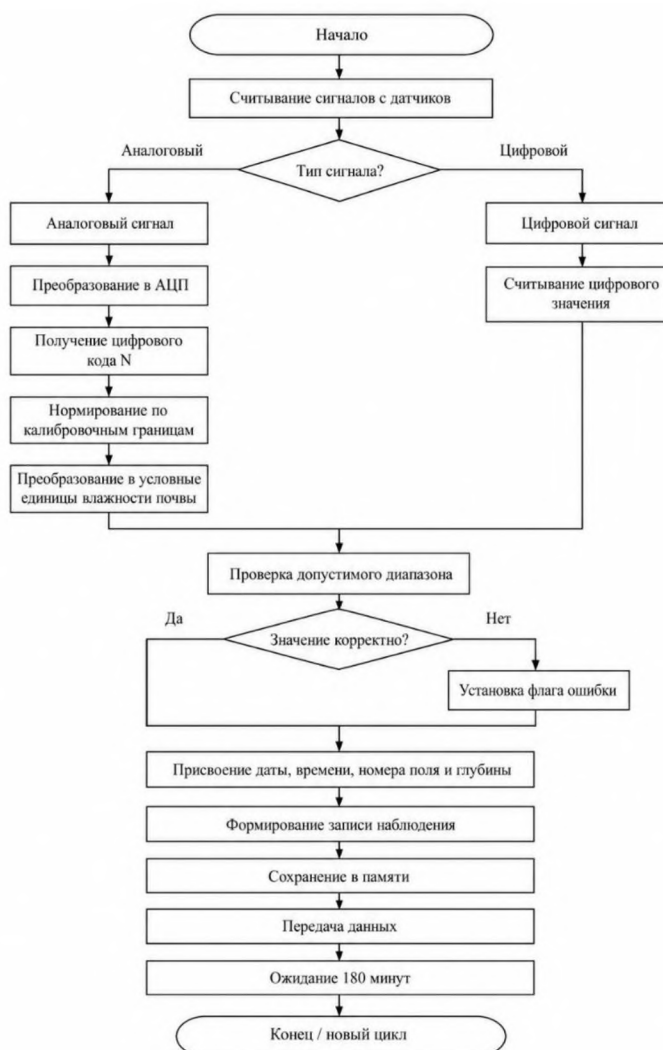 Начало
Считывание сигналов с датчиков
Аналоговый
Цифровой
Тип сигнала?
Аналоговый сигнал
Цифровой сигнал
Преобразование в АЦП
Считывание цифрового
значения
Получение цифрового
кода N
Нормирование по
калибровочным границам
Преобразование в условные
единицы влажности почвы
Проверка допустимого диапазона
Да
Нет
Значение корректно?
Установка флага ошибки
Присвоение даты, времени, номера поля и глубины
Формирование записи наблюдения
Сохранение в памяти
Передача данных
Ожидание 180 минут
Конец / новый цикл